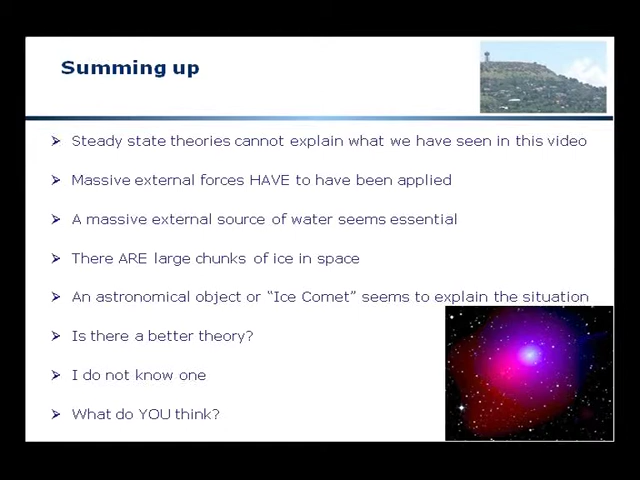 Summing up
Steady state theories cannot explain what we have seen in this video
Massive external forces HAVE to have been applied
A massive external source of water seems essential
There ARE large chunks of ice in space
An astronomical object or “Ice Comet” seems to explain the situation
Is there a better theory?
I do not know one
What do YOU think?